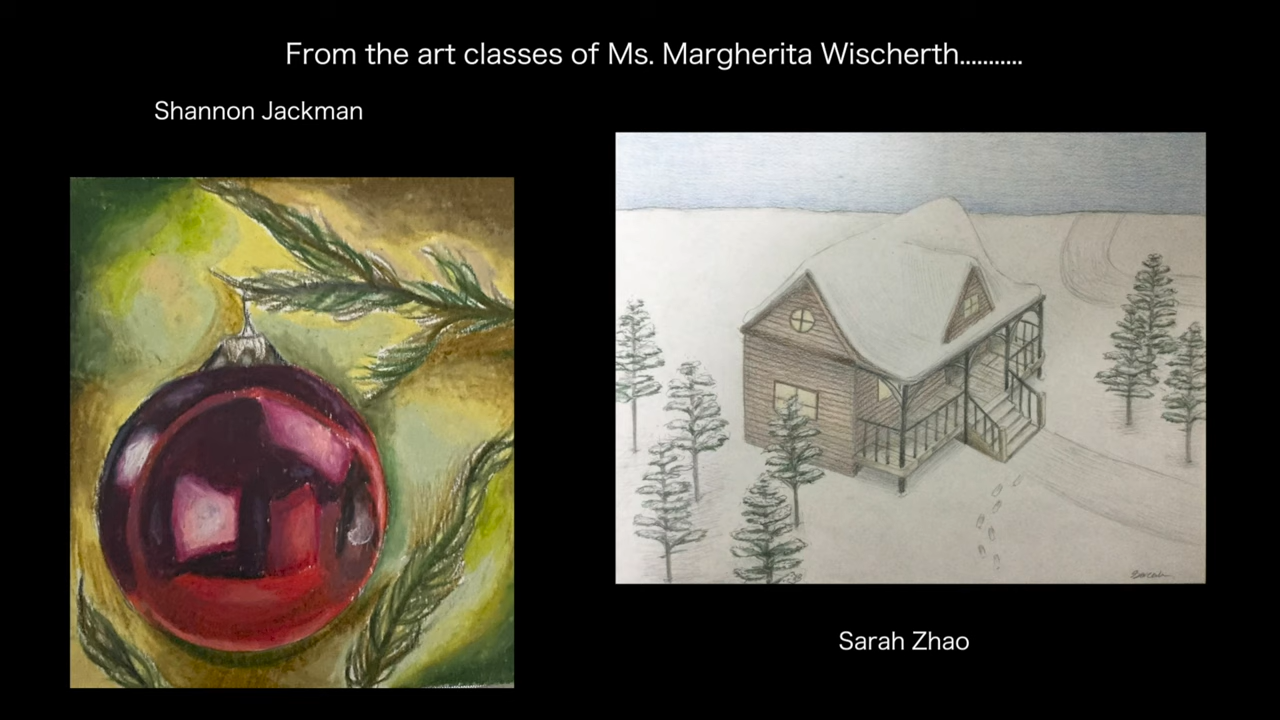 From the art classes of Ms. Margherita Wischerth...........
Shannon Jackman
Sarah Zhao